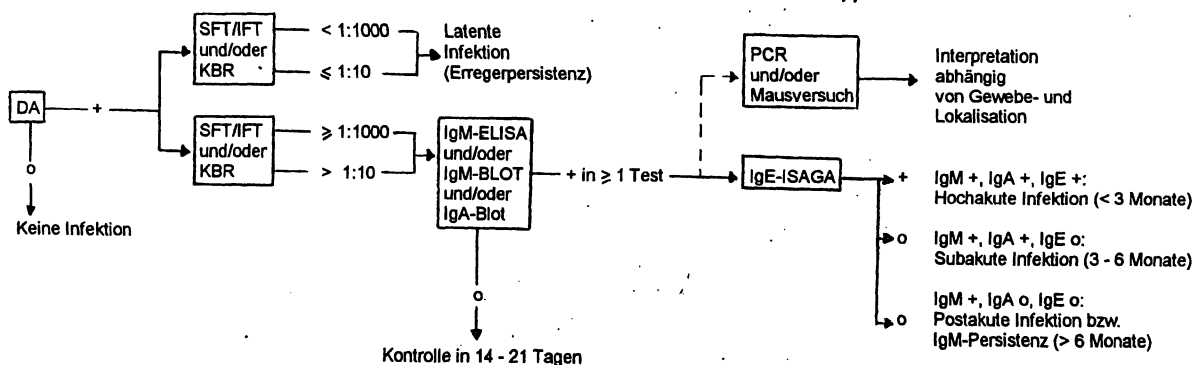 DA
+
o
Keine Infektion
SFT/IFT
und/oder
KBR
< 1:1000
≤ 1:10
Latente
Infektion
(Erregerpersistenz)
SFT/IFT
und/oder
KBR
≥ 1:1000
> 1:10
IgM-ELISA
und/oder
IgM-BLOT
und/oder
IgA-Blot
o
Kontrolle in 14 - 21 Tagen
+ in ≥ 1 Test
PCR
und/oder
Mausversuch
Interpretation
abhängig
von Gewebe- und
Lokalisation
IgE-ISAGA
+ IgM +, IgA +, IgE +:
Hochakute Infektion (< 3 Monate)
o IgM +, IgA +, IgE o:
Subakute Infektion (3 - 6 Monate)
IgM +, IgA o, IgE o:
o Postakute Infektion bzw.
IgM-Persistenz (> 6 Monate)